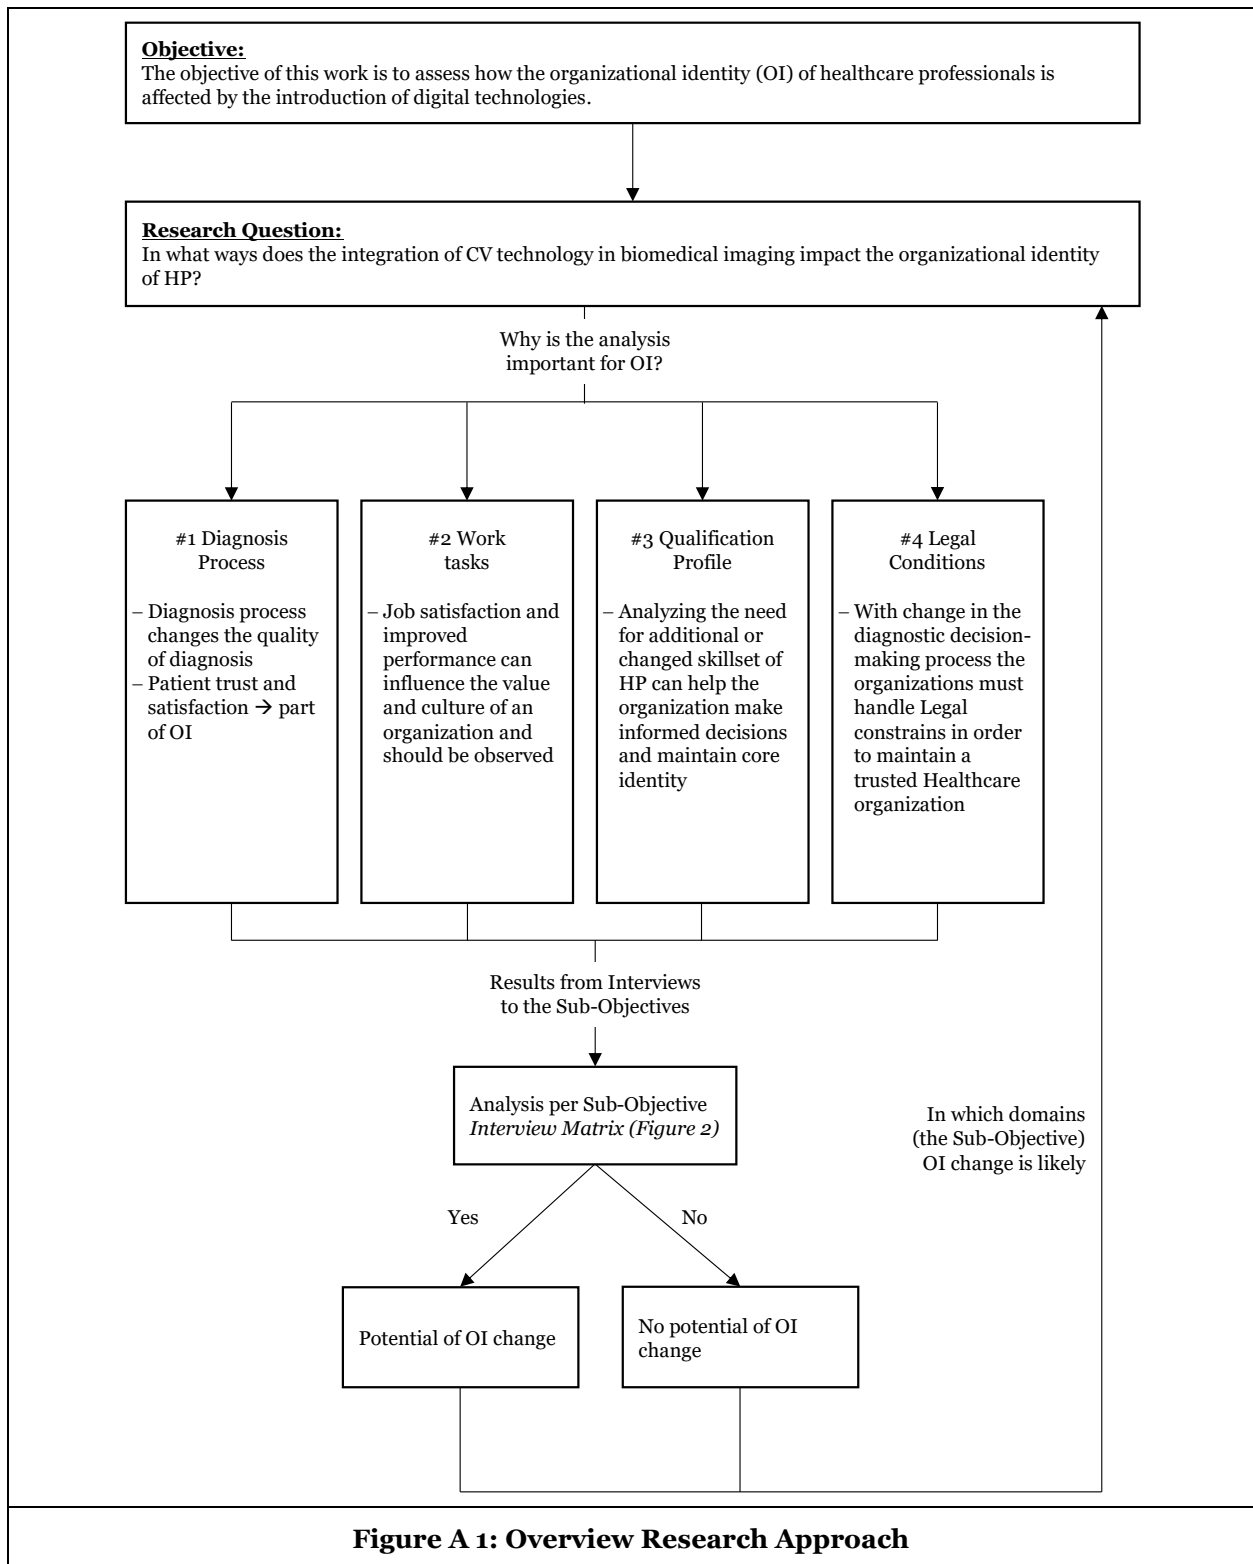 Objective:
The objective of this work is to assess how the organizational identity (OI) of healthcare professionals is
affected by the introduction of digital technologies.
Research Question:
In what ways does the integration of CV technology in biomedical imaging impact the organizational identity
of HP?
Why is the analysis
important for OI?
#1 Diagnosis
Process
– Diagnosis process
changes the quality
of diagnosis
– Patient trust and
satisfaction → part
of OI
#2 Work
tasks
– Job satisfaction and
improved
performance can
influence the value
and culture of an
organization and
should be observed
#3 Qualification
Profile
– Analyzing the need
for additional or
changed skillset of
HP can help the
organization make
informed decisions
and maintain core
identity
#4 Legal
Conditions
– With change in the
diagnostic decision-
making process the
organizations must
handle Legal
constrains in order
to maintain a
trusted Healthcare
organization
Results from Interviews
to the Sub-Objectives
Analysis per Sub-Objective
Interview Matrix (Figure 2)
In which domains
(the Sub-Objective)
OI change is likely
Yes
No
Potential of OI change
No potential of OI
change
Figure A 1: Overview Research Approach